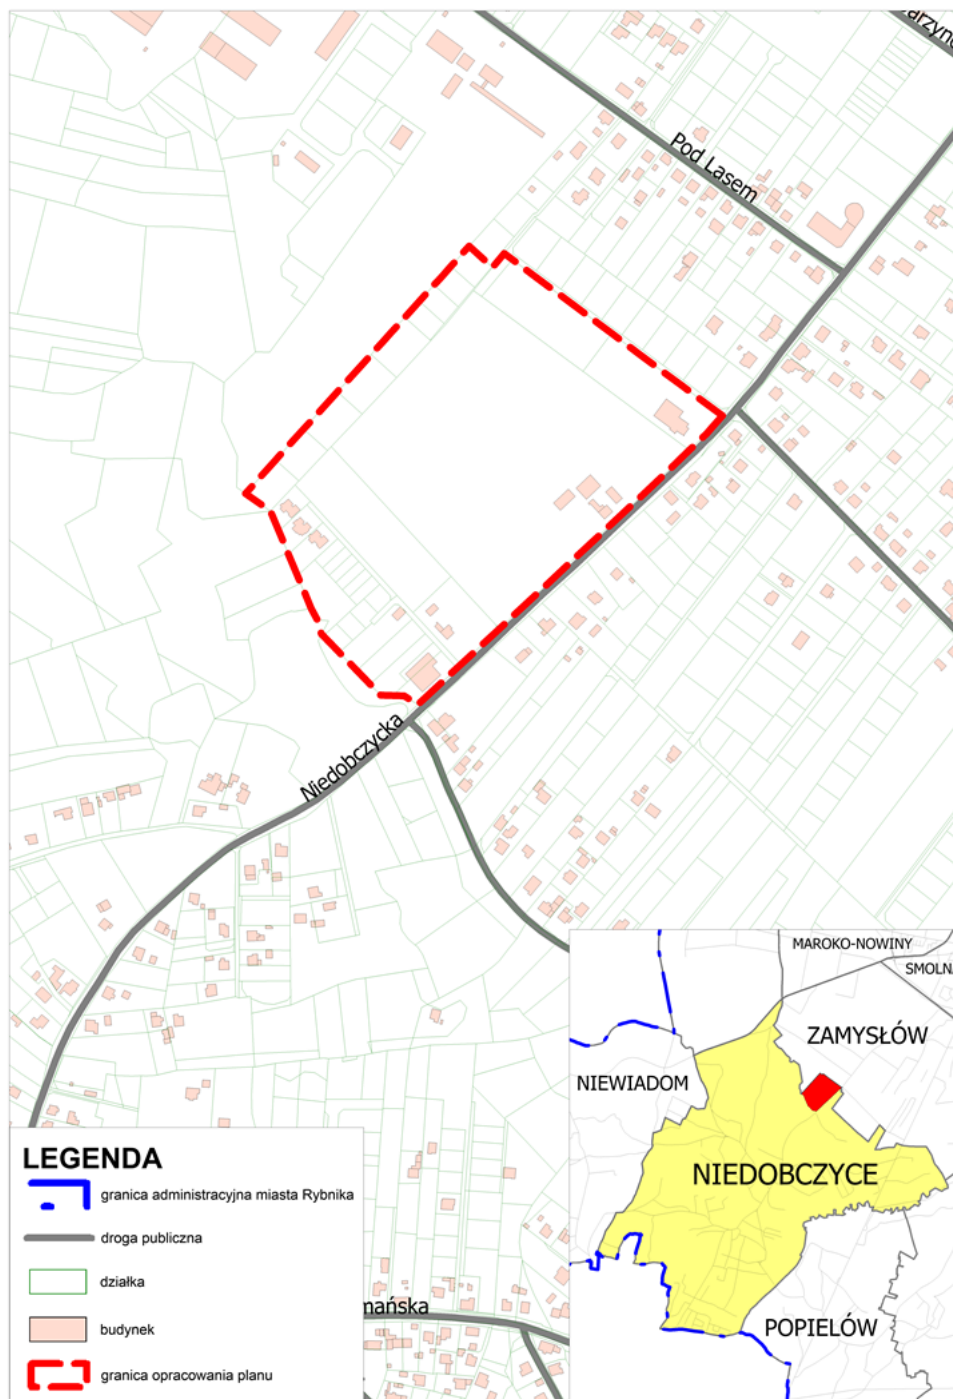 Pod Lasem
Niedobczycka
MAROKO-NOWINY
ZAMYSŁÓW
NIEWIADOM
NIEDOBCZYCE
POPIELÓW
LEGENDA
granica administracyjna miasta Rybnika
droga publiczna
działka
budynek
granica opracowania planu